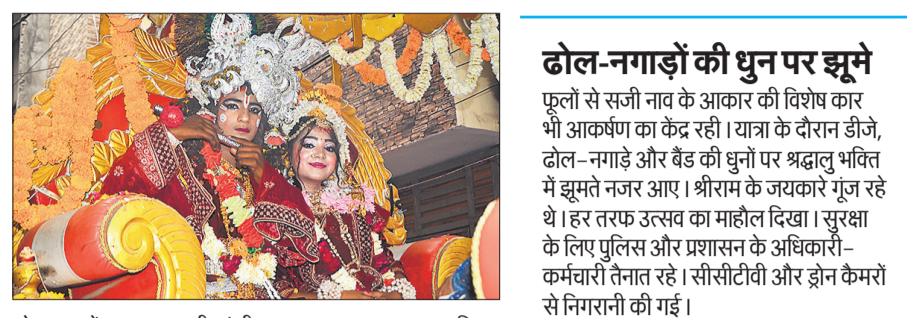 ढोल-नगाड़ों की धुन पर झूमे
फूलों से सजी नाव के आकार की विशेष कार
भी आकर्षण का केंद्र रही। यात्रा के दौरान डीजे,
ढोल-नगाड़े और बैंड की धुनों पर श्रद्धालु भक्ति
में झूमते नजर आए। श्रीराम के जयकारे गूंज रहे
थे। हर तरफ उत्सव का माहौल दिखा। सुरक्षा
के लिए पुलिस और प्रशासन के अधिकारी-
कर्मचारी तैनात रहे। सीसीटीवी और ड्रोन कैमरों
से निगरानी की गई।